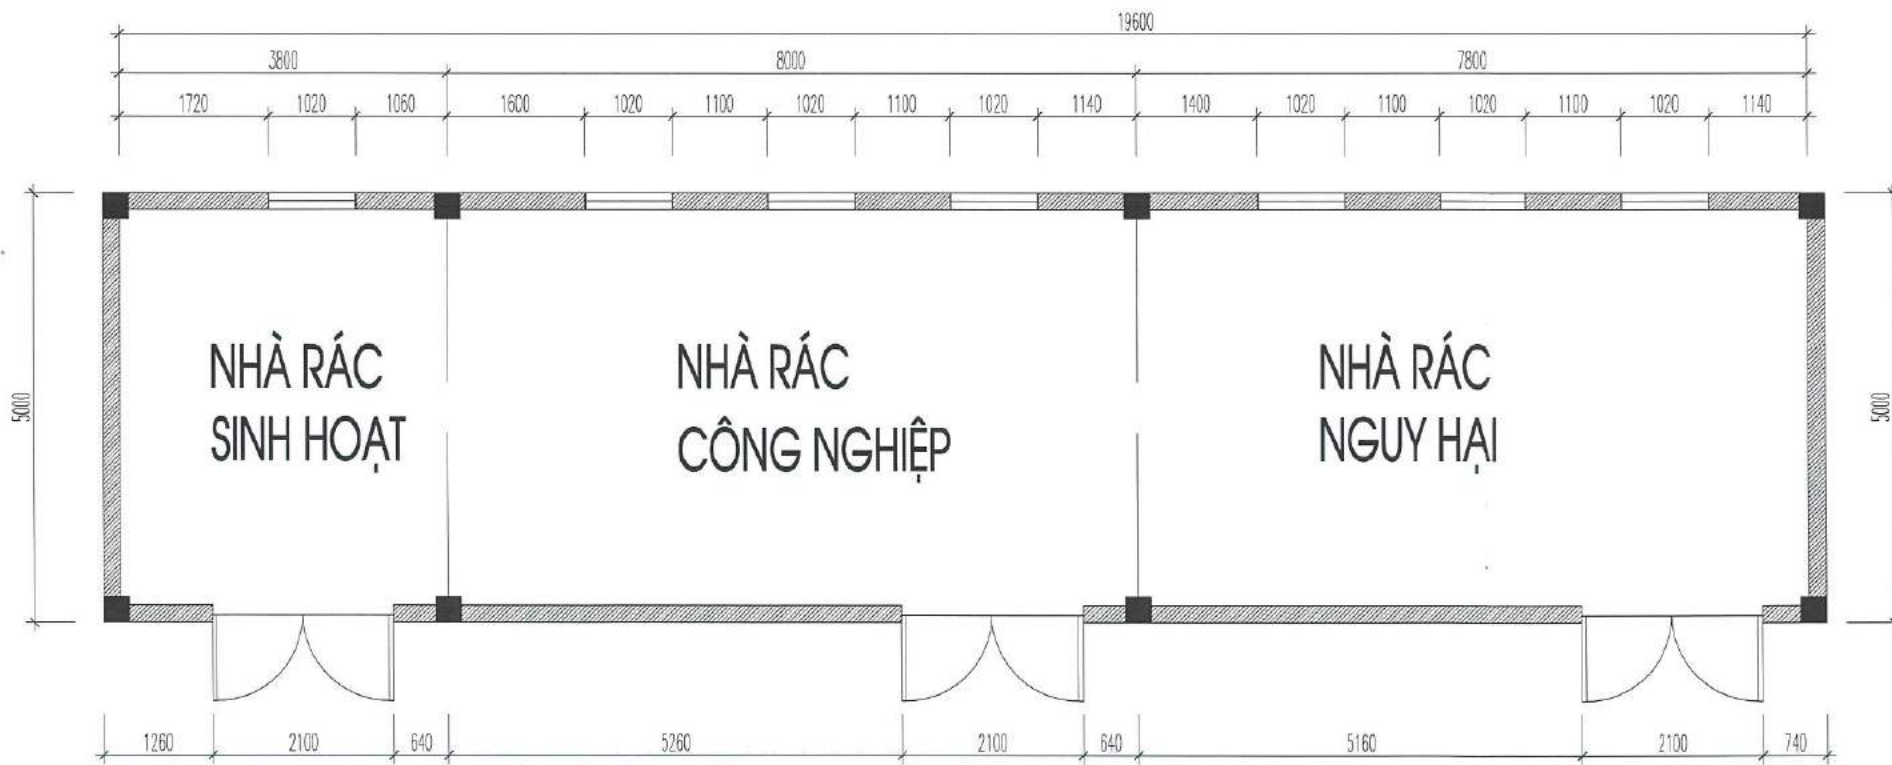 19600
3800 8000 7800
1720 1020 1060 1600 1020 1100 1020 1100 1020 1140 1400 1020 1100 1020 1100 1020 1140
5000
NHÀ RÁC
SINH HOẠT
NHÀ RÁC
CÔNG NGHIỆP
NHÀ RÁC
NGUY HẠI
5000
1260 2100 640 5260 2100 640 5160 2100 740